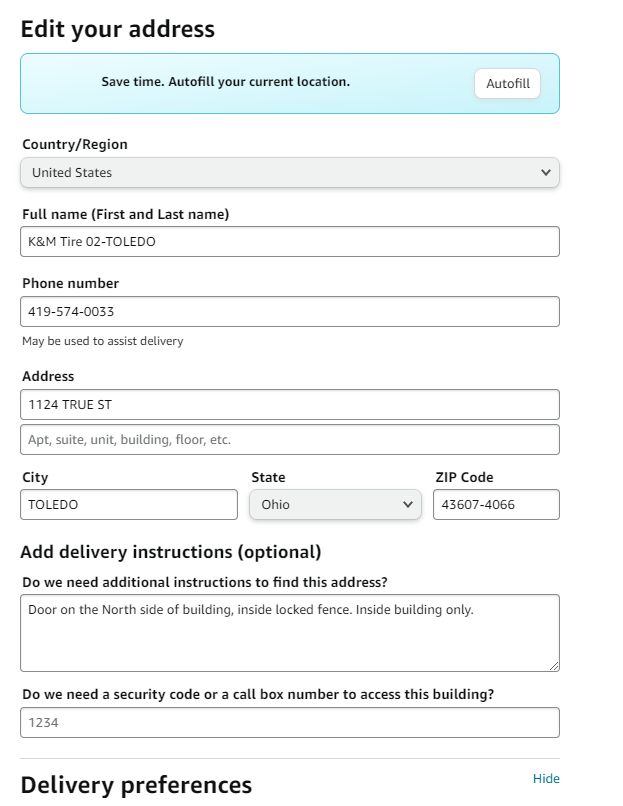 Edit your address
Save time. Autofill your current location.
Autofill
Country/Region
United States
Full name (First and Last name)
K&M Tire 02-TOLEDO
Phone number
419-574-0033
May be used to assist delivery
Address
1124 TRUE ST
Apt, suite, unit, building, floor, etc.
City State ZIP Code
TOLEDO Ohio 43607-4066
Add delivery instructions (optional)
Do we need additional instructions to find this address?
Door on the North side of building, inside locked fence. Inside building only.
Do we need a security code or a call box number to access this building?
1234
Delivery preferences Hide